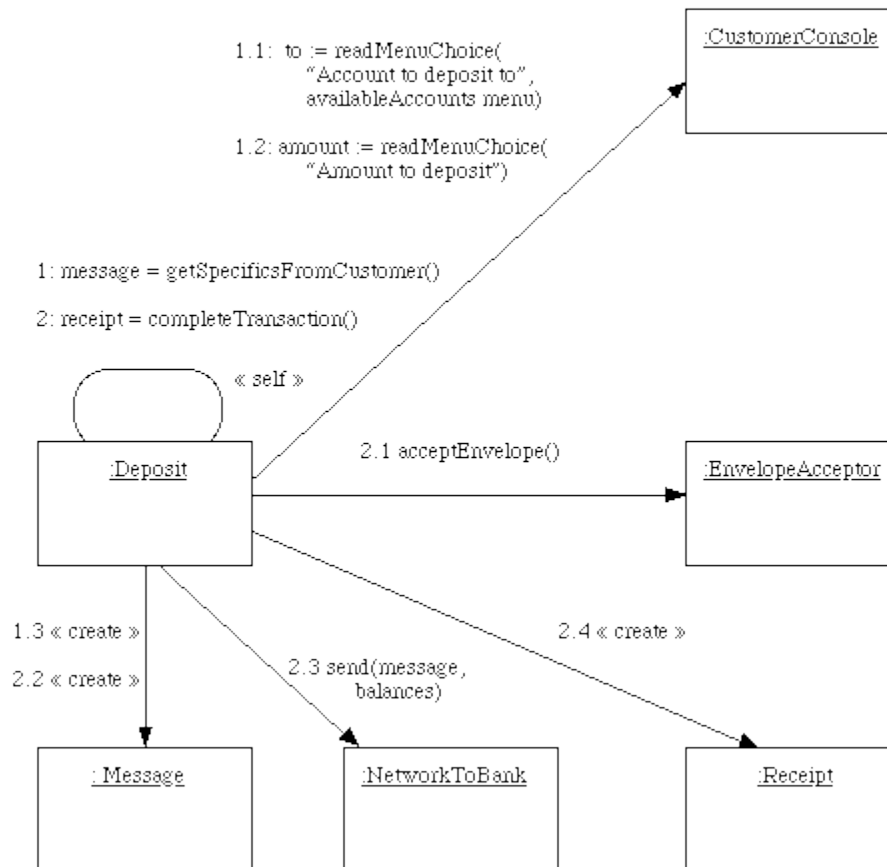 :CustomerConsole
1.1: to := readMenuChoice(
“Account to deposit to”,
availableAccounts menu)
1.2: amount := readMenuChoice(
“Amount to deposit”)
1: message = getSpecificsFromCustomer()
2: receipt = completeTransaction()
« self »
:Deposit
2.1 acceptEnvelope()
:EnvelopeAcceptor
1.3 « create »
2.2 « create »
2.3 send(message,
balances)
2.4 « create »
: Message
:NetworkToBank
:Receipt